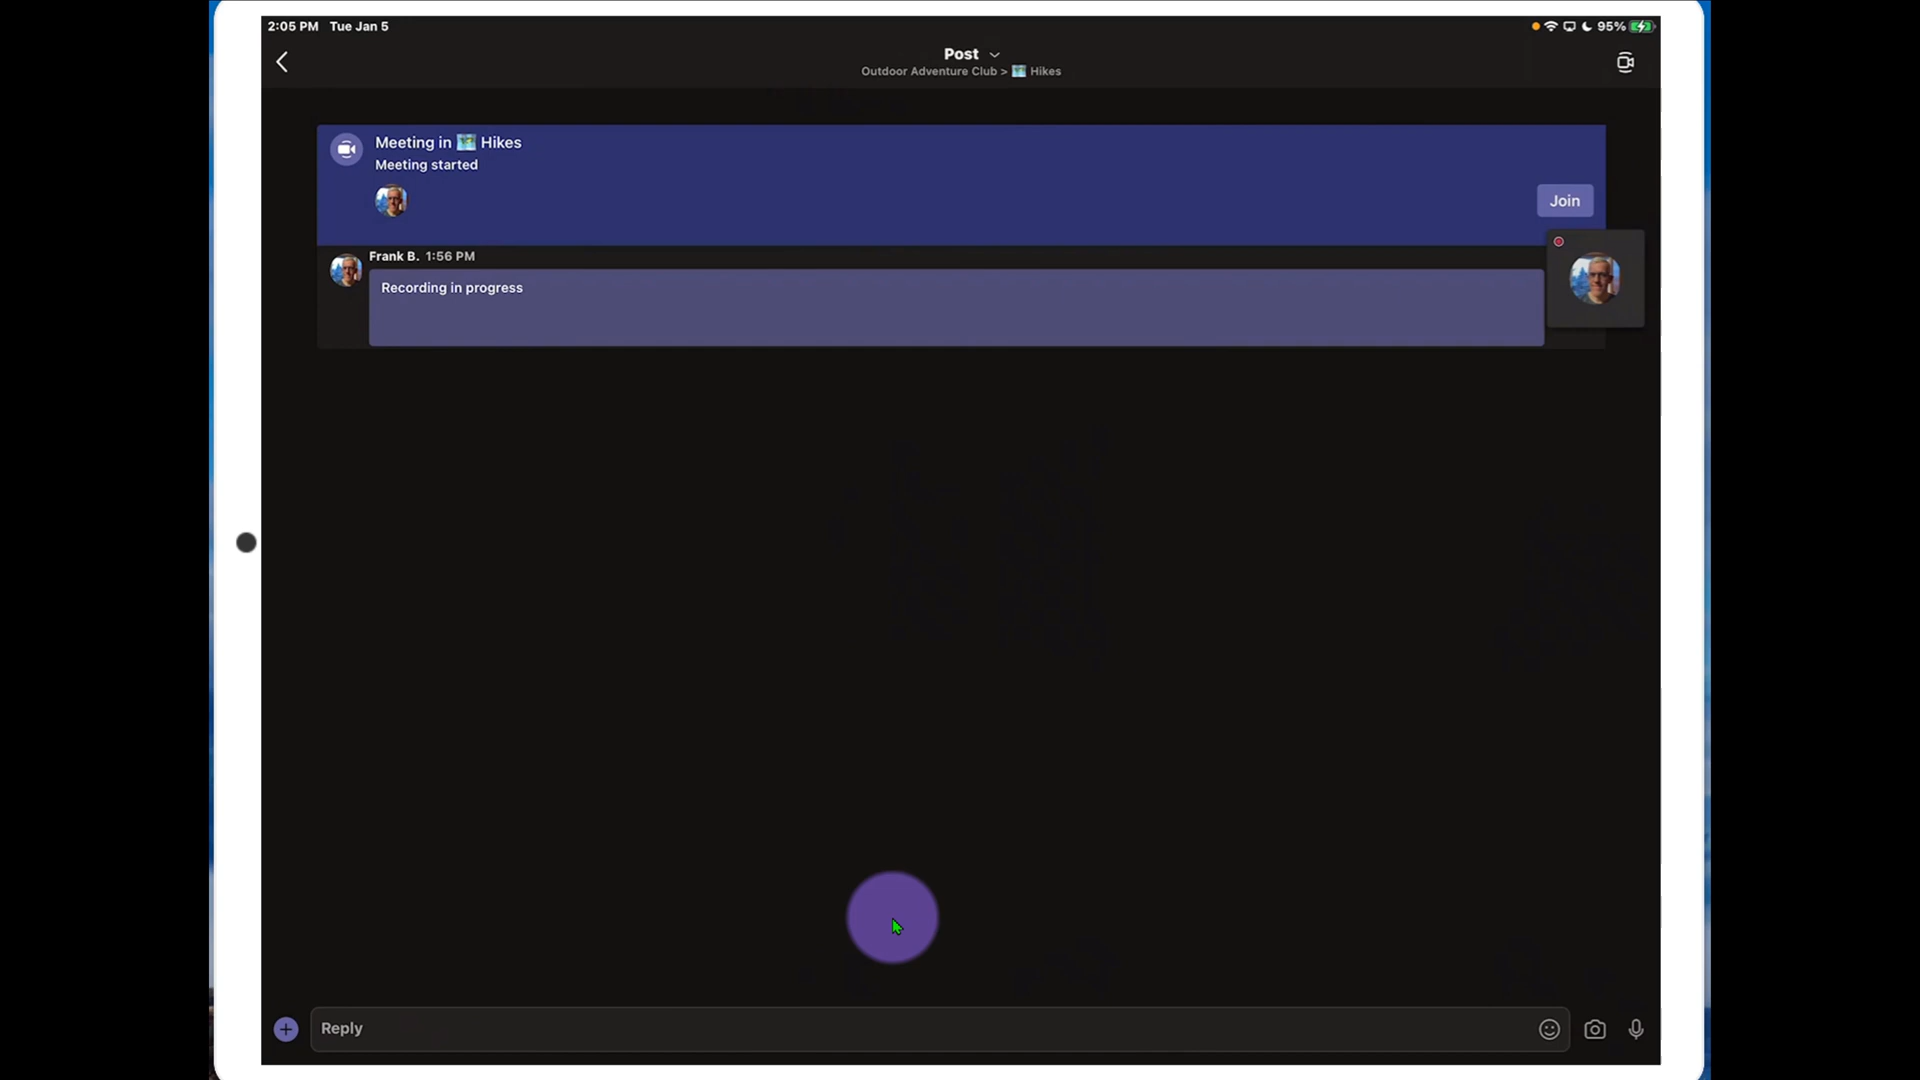 2:05 PM Tue Jan 5
95%
Post
Outdoor Adventure Club > Hikes
Meeting in Hikes
Meeting started
Join
Frank B. 1:56 PM
Recording in progress
Reply